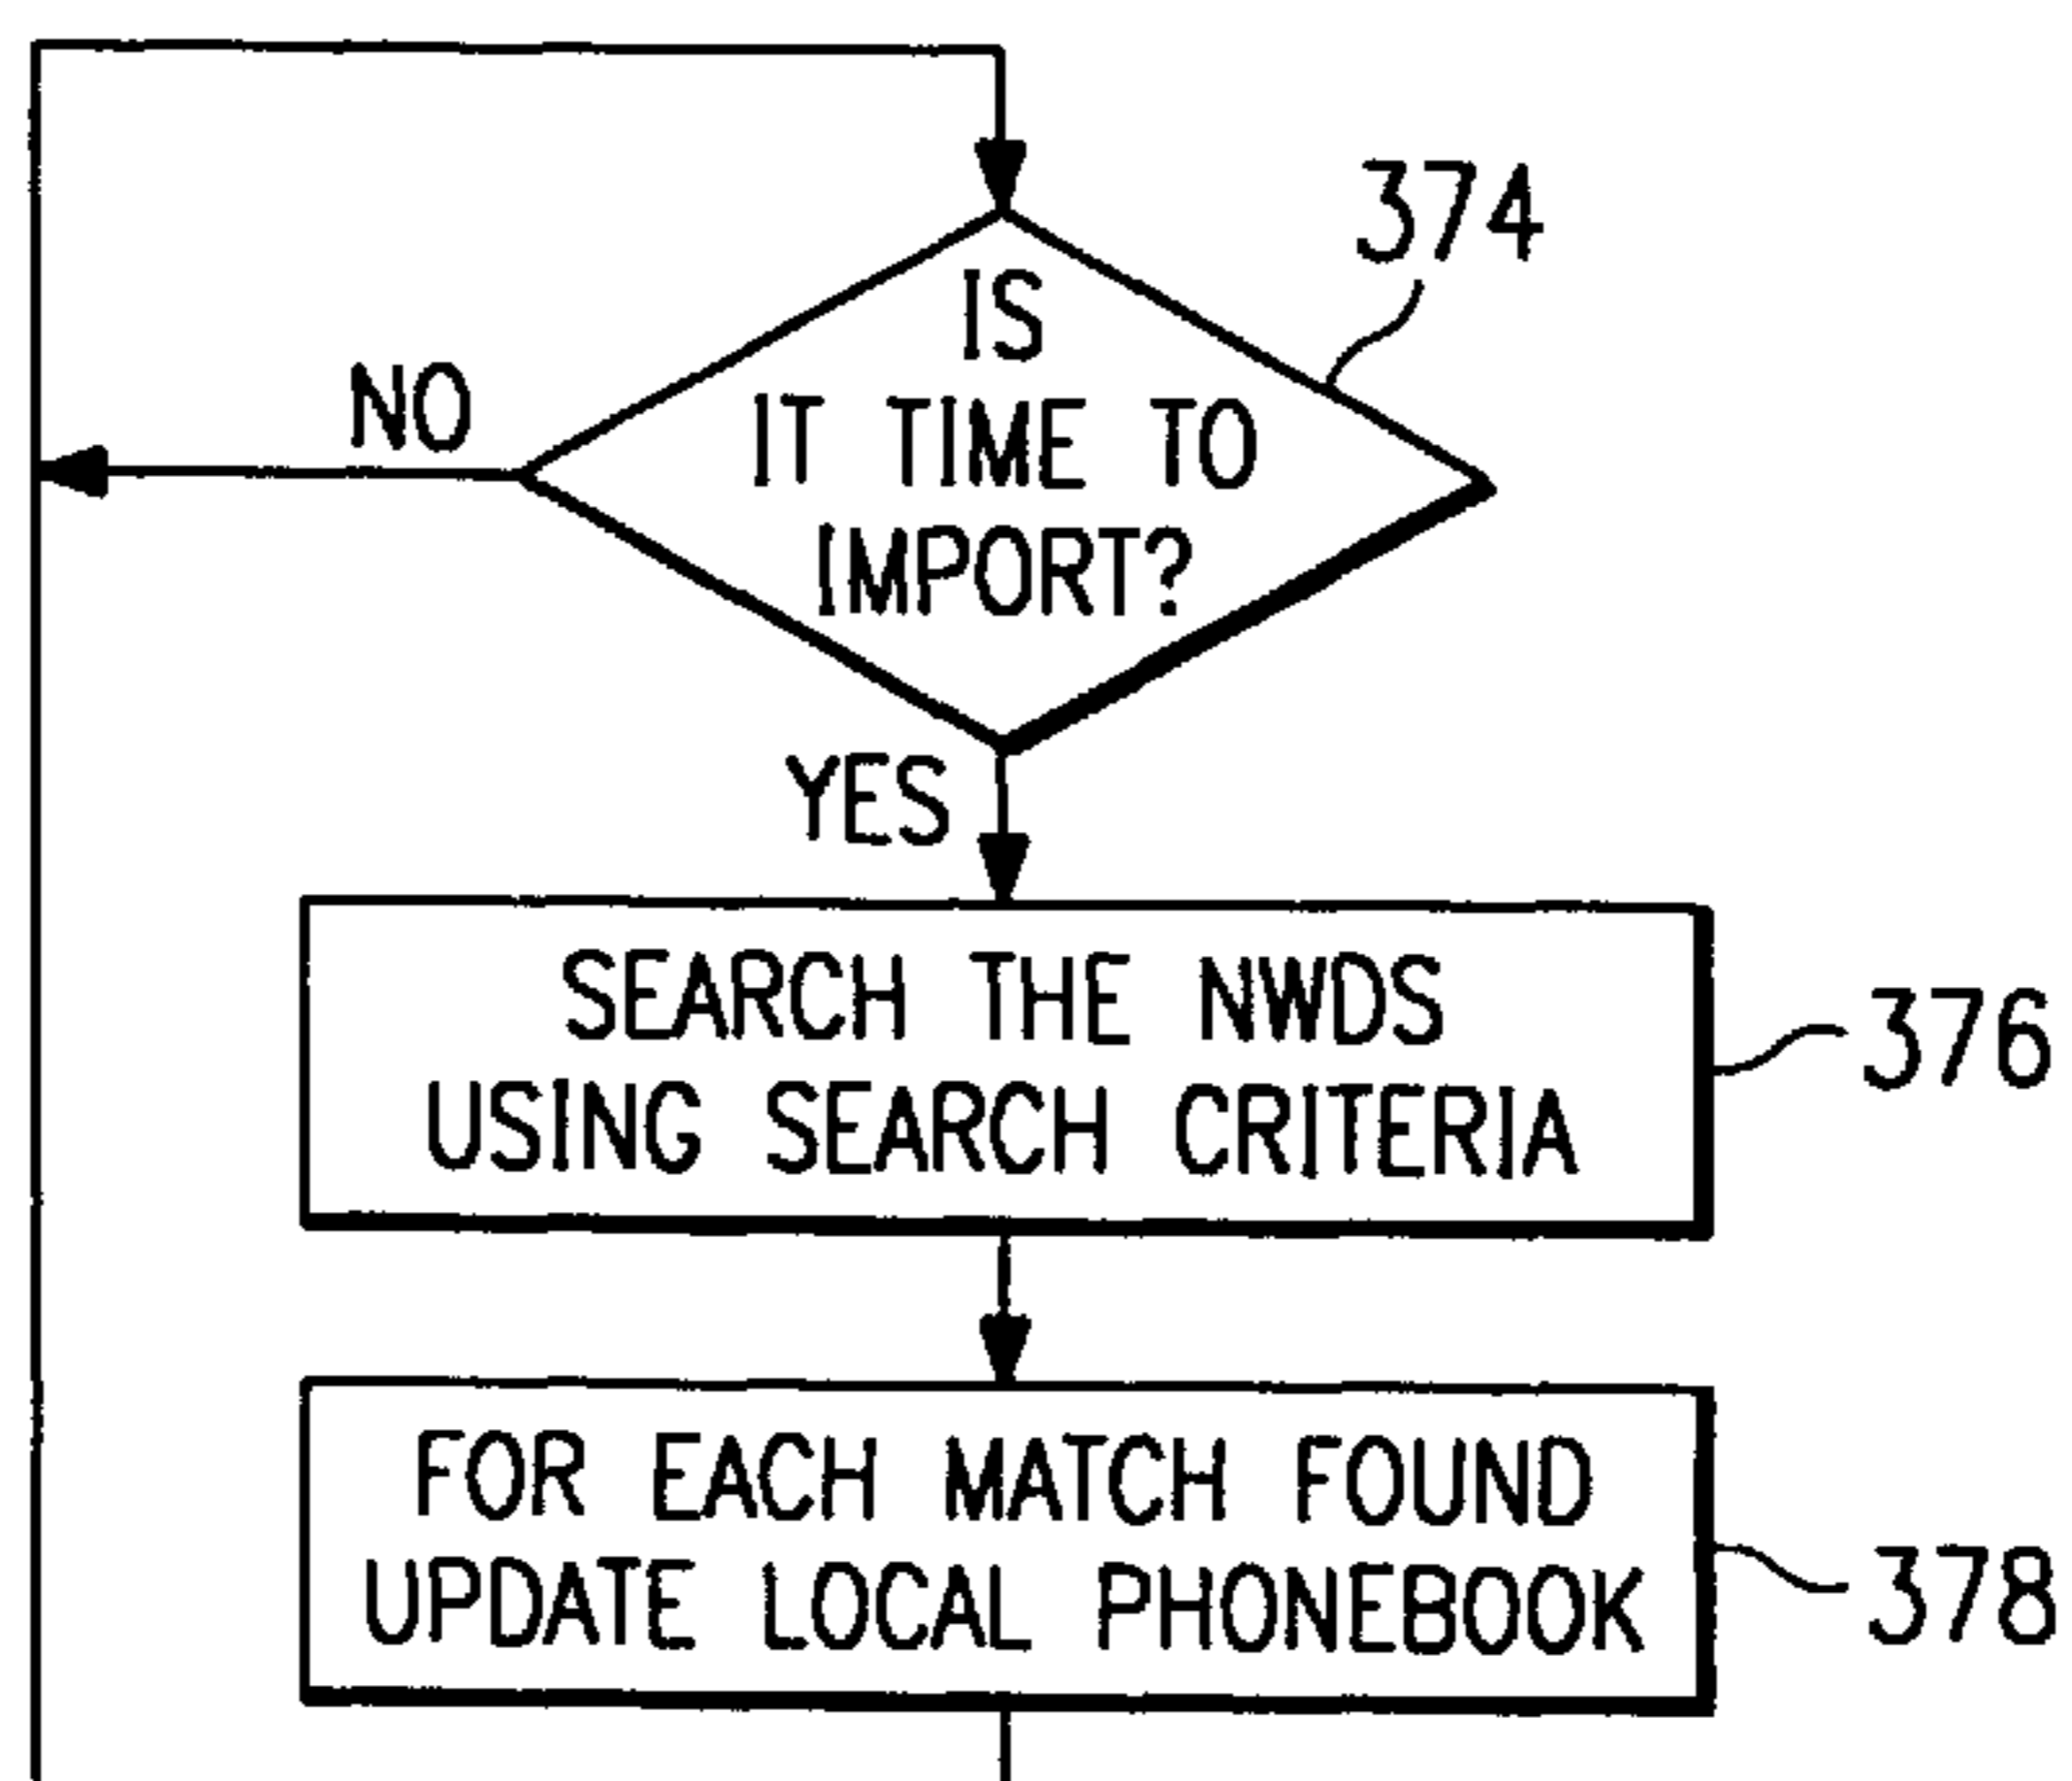 374
IS
IT TIME TO
IMPORT?
NO
YES
SEARCH THE NWDS
USING SEARCH CRITERIA
376
FOR EACH MATCH FOUND
UPDATE LOCAL PHONEBOOK
378